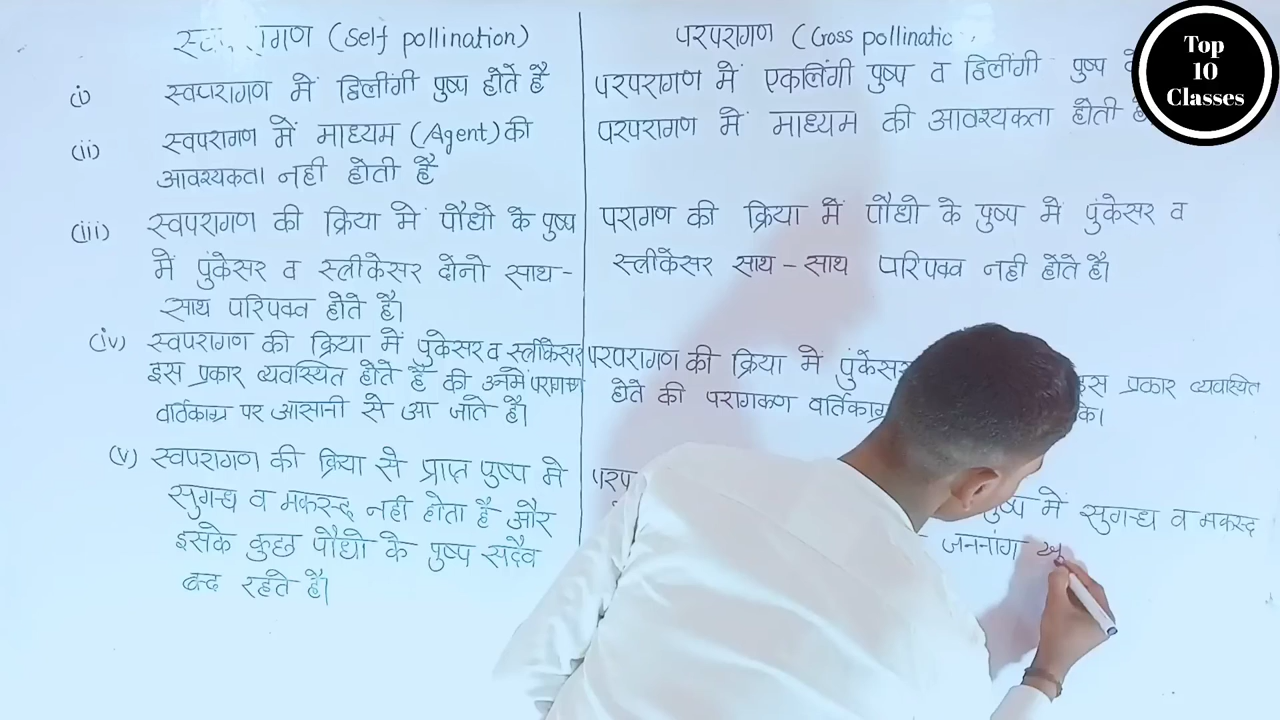 (Self pollination)
(i) स्वपरागण में द्विलींगी पुष्प होते है
(ii) स्वपरागण में माध्यम (Agent) की
आवश्यकता नही होती है
(iii) स्वपरागण की क्रिया में पौधो के पुष्प
में पुंकेसर व स्त्रीकेसर दोनो साथ-
साथ परिपक्व होते है।
(iv) स्वपरागण की क्रिया में पुंकेसर व स्त्रीकेसर
इस प्रकार व्यवस्थित होते है की उनमें परागकण
वर्तिकाग्र पर आसानी से आ जाते है।
(v) स्वपरागण की क्रिया से प्राप्त पुष्प मे
सुगन्ध व मकरन्द नही होता है और
इसके कुछ पौधो के पुष्प सदैव
बन्द रहते है।
परपरागण (Cross
परपरागण में एकलिंगी पुष्प व द्विलींगी पुष्प
परपरागण में माध्यम की आवश्यकता होती
परागण की क्रिया में पौधो के पुष्प में पुंकेसर व
स्त्रीकेसर साथ - साथ परिपक्व नही होते है।
परपरागण की क्रिया में पुंकेसर इस प्रकार व्यवस्थित
होते की परागकण वर्तिकाग्र
पुष्प में सुगन्ध व मकरन्द
जननांग
Top
10
Classes